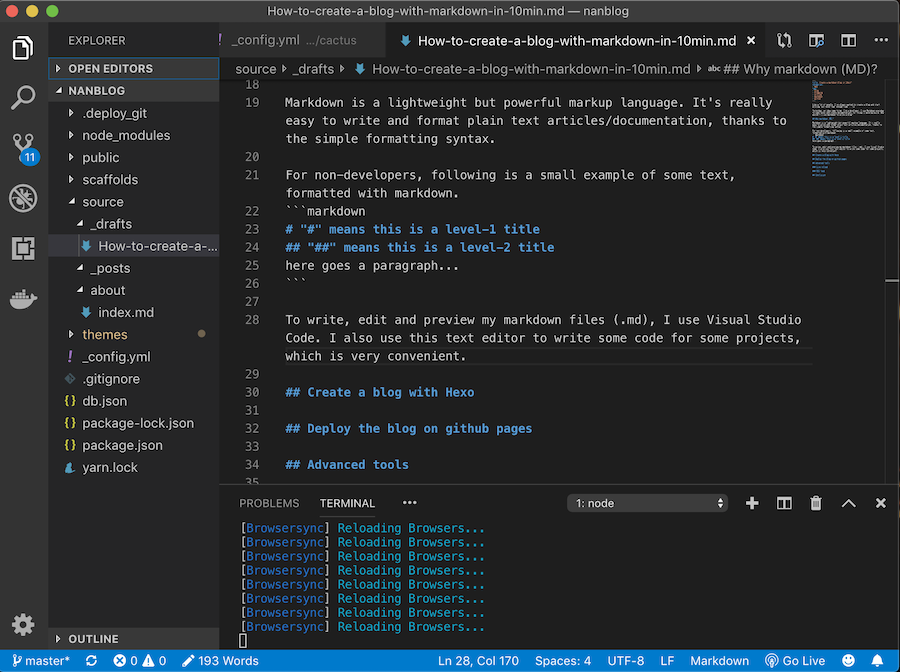 How-to-create-a-blog-with-markdown-in-10min.md — nanblog
EXPLORER
OPEN EDITORS
NANBLOG
.deploy_git
node_modules
public
scaffolds
source
_drafts
How-to-create-a-...
_posts
about
index.md
themes
! _config.yml
.gitignore
{} db.json
{} package-lock.json
{} package.json
yarn.lock
OUTLINE
11
! _config.yml .../cactus
How-to-create-a-blog-with-markdown-in-10min.md
source _drafts How-to-create-a-blog-with-markdown-in-10min.md abc ## Why markdown (MD)?
18
19 Markdown is a lightweight but powerful markup language. It's really
easy to write and format plain text articles/documentation, thanks to
the simple formatting syntax.
20
21 For non-developers, following is a small example of some text,
formatted with markdown.
22 ```markdown
23 # "#" means this is a level-1 title
24 ## "##" means this is a level-2 title
25 here goes a paragraph...
26 ```
27
28 To write, edit and preview my markdown files (.md), I use Visual Studio
Code. I also use this text editor to write some code for some projects,
which is very convenient.
29
30 ## Create a blog with Hexo
31
32 ## Deploy the blog on github pages
33
34 ## Advanced tools
35
PROBLEMS TERMINAL ••• 1: node
[Browsersync] Reloading Browsers...
[Browsersync] Reloading Browsers...
[Browsersync] Reloading Browsers...
[Browsersync] Reloading Browsers...
[Browsersync] Reloading Browsers...
[Browsersync] Reloading Browsers...
[Browsersync] Reloading Browsers...
[Browsersync] Reloading Browsers...
master* 0 0 193 Words Ln 28, Col 170 Spaces: 4 UTF-8 LF Markdown Go Live